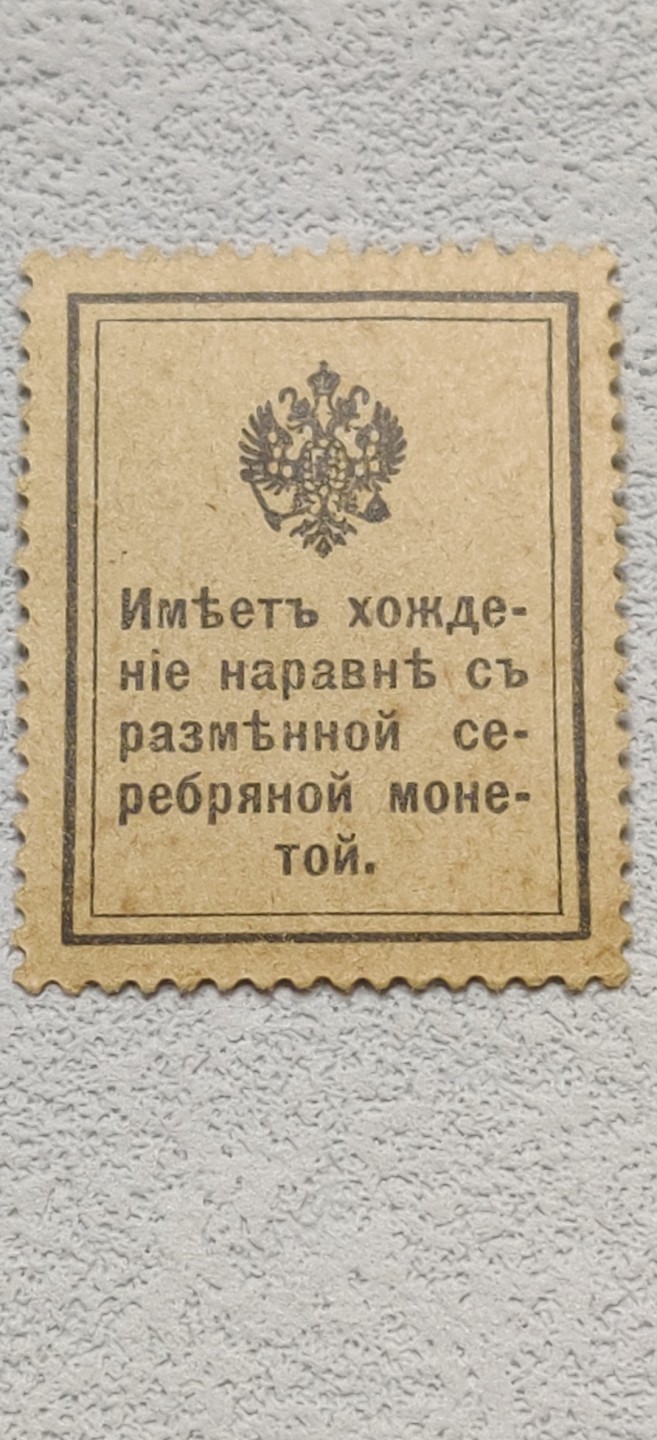 Имѣетъ хожде-
ніе наравнѣ съ
размѣнной се-
ребряной моне-
той.